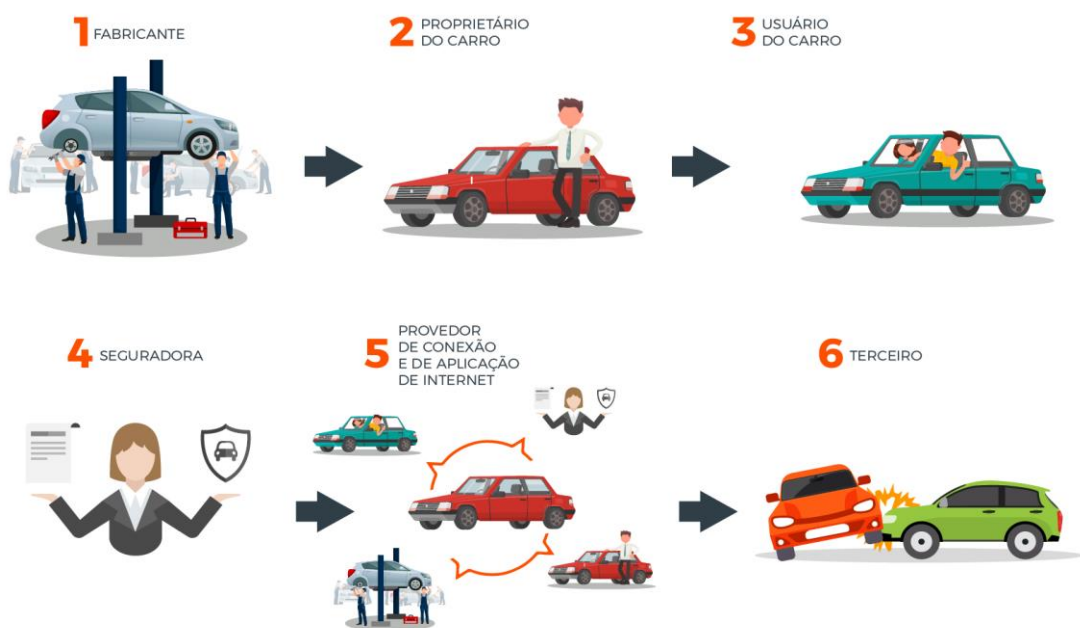 1 FABRICANTE
2 PROPRIETÁRIO
DO CARRO
3 USUÁRIO
DO CARRO
4 SEGURADORA
5 PROVEDOR
DE CONEXÃO
E DE APLICAÇÃO
DE INTERNET
6 TERCEIRO